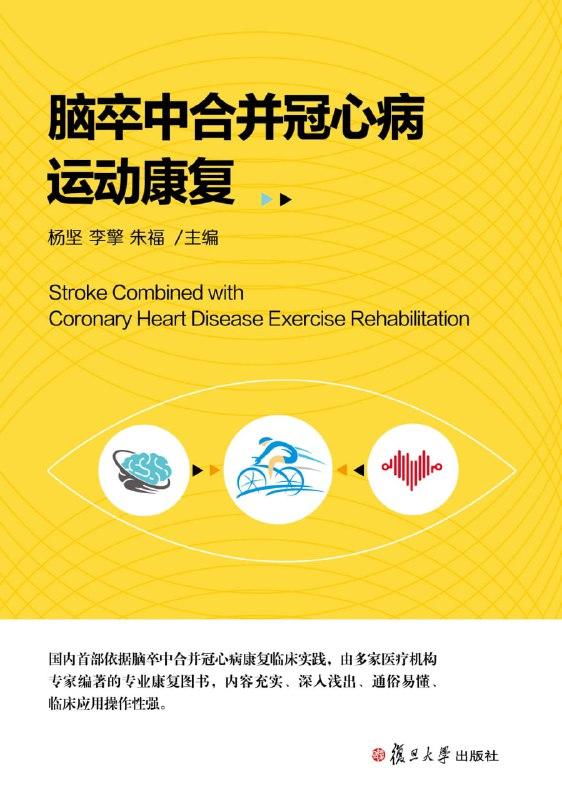 脑卒中合并冠心病
运动康复
杨坚 李擎 朱福 /主编
Stroke Combined with
Coronary Heart Disease Exercise Rehabilitation
国内首部依据脑卒中合并冠心病康复临床实践，由多家医疗机构
专家编著的专业康复图书，内容充实、深入浅出、通俗易懂、
临床应用操作性强。
復旦大學出版社